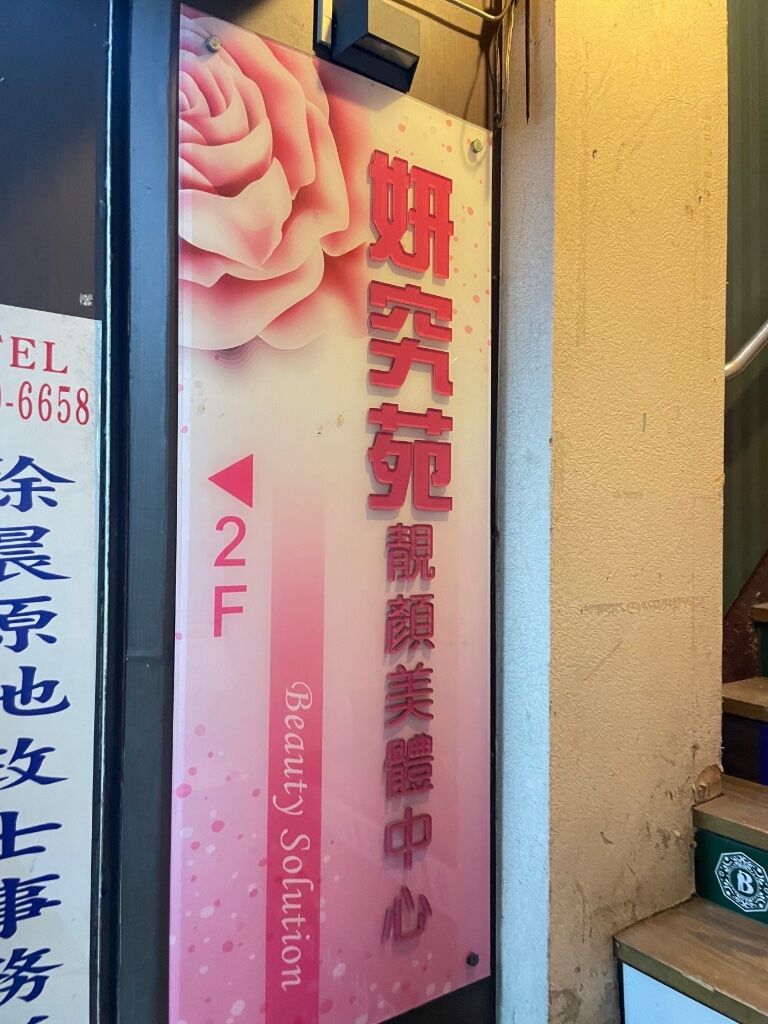 妍究苑靚顏美體中心
2F
Beauty Solution
TEL
-6658
徐晨原地政士事務
B